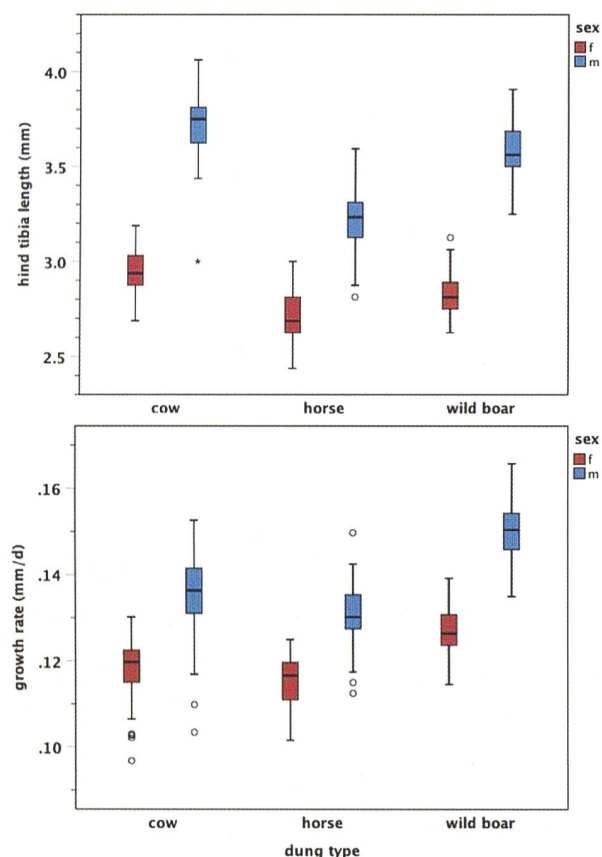 sex
f
m
4.0
3.5
3.0
2.5
hind tibia length (mm)
cow horse wild boar
sex
f
m
.16
.14
.12
.10
growth rate (mm/d)
cow horse wild boar
dung type